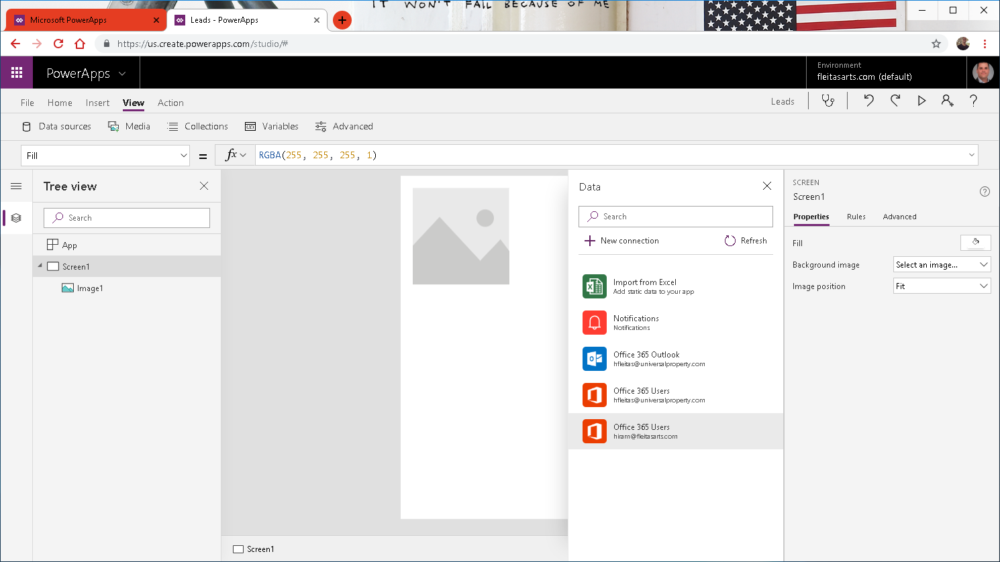 IT WON'T FAIL BECAUSE OF ME
Microsoft PowerApps
Leads - PowerApps
https://us.create.powerapps.com/studio/#
PowerApps
Environment
fleitasarts.com (default)
File Home Insert View Action
Leads
Data sources Media Collections Variables Advanced
Fill = fx RGBA(255, 255, 255, 1)
Tree view
Search
App
Screen1
Image1
Screen1
Data
Search
New connection Refresh
Import from Excel
Add static data to your app
Notifications
Notifications
Office 365 Outlook
hfleitas@universalproperty.com
Office 365 Users
hfleitas@universalproperty.com
Office 365 Users
hiram@fleitasarts.com
SCREEN
Screen1
Properties Rules Advanced
Fill
Background image Select an image...
Image position Fit